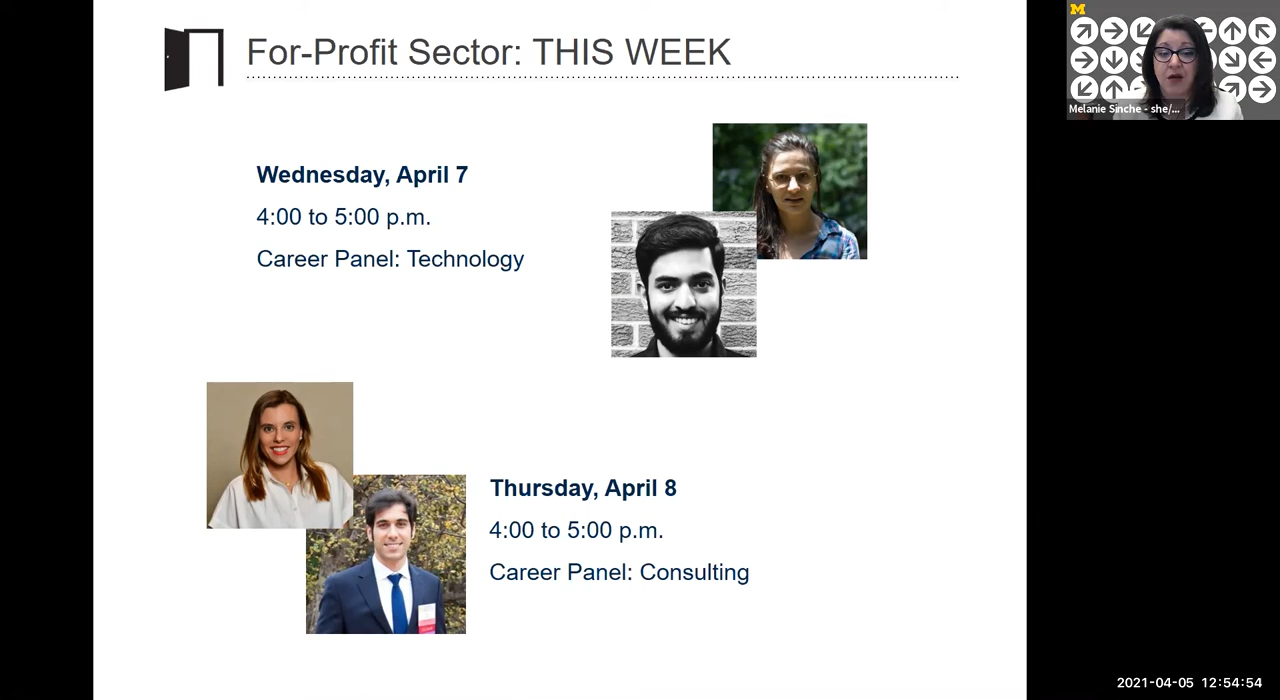 For-Profit Sector: THIS WEEK
M
Melanie Sinche - she/...
Wednesday, April 7
4:00 to 5:00 p.m.
Career Panel: Technology
Thursday, April 8
4:00 to 5:00 p.m.
Career Panel: Consulting
2021-04-05 12:54:54